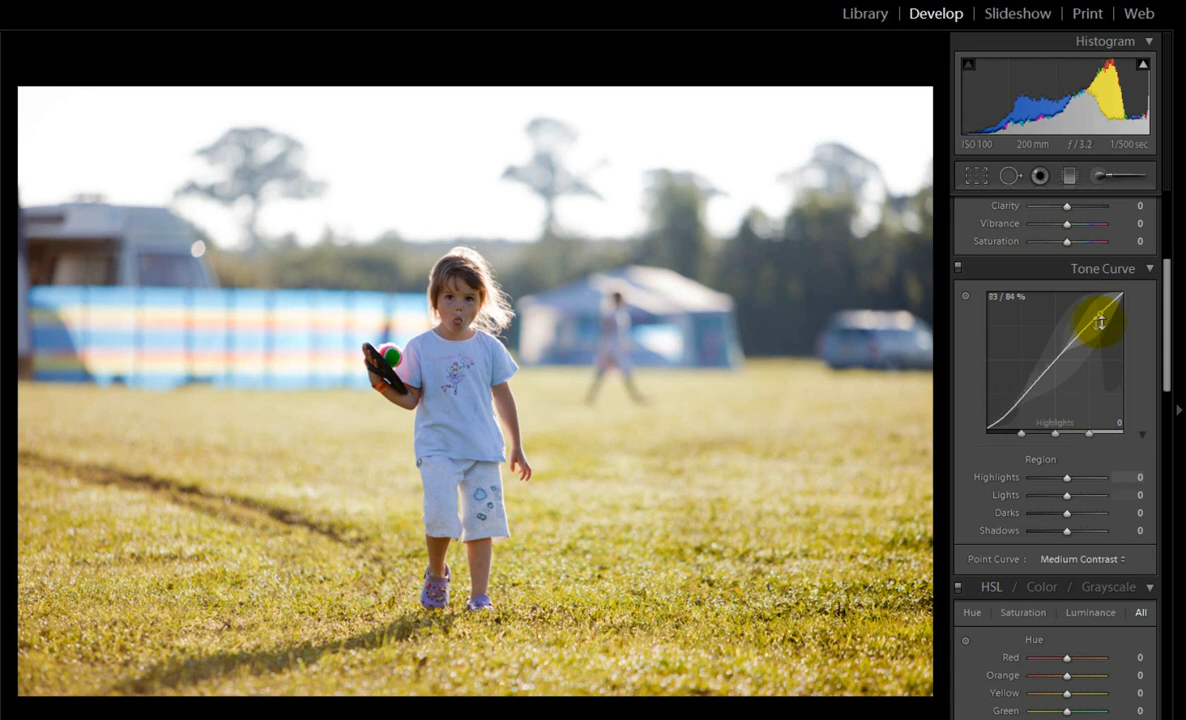 Library | Develop | Slideshow | Print | Web
Histogram
ISO 100 200 mm ƒ / 3.2 1/500 sec
Clarity 0
Vibrance 0
Saturation 0
Tone Curve
83 / 84 %
Highlights 0
Region
Highlights 0
Lights 0
Darks 0
Shadows 0
Point Curve : Medium Contrast
HSL / Color / Grayscale
Hue | Saturation | Luminance | All
Hue
Red 0
Orange 0
Yellow 0
Green 0